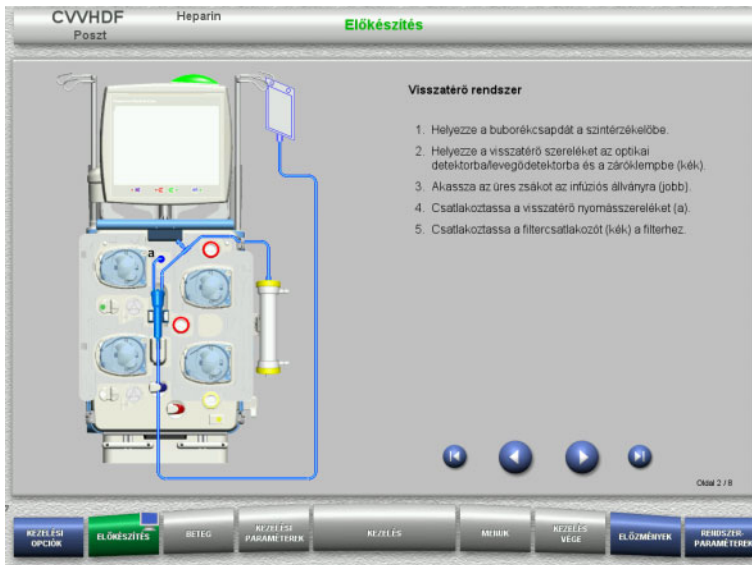 CVVHDF
Heparin
Poszt
Előkészítés
Visszatérő rendszer
1. Helyezze a buborékcsapdát a szintérzékelőbe.
2. Helyezze a visszatérő szereléket az optikai
detektorba/levegődetektorba és a záróklempbe (kék).
3. Akassza az üres zsákot az infúziós állványra (jobb).
4. Csatlakoztassa a visszatérő nyomásszereléket (a).
5. Csatlakoztassa a filtercsatlakozót (kék) a filterhez.
a
Oldal 2 / 8
KEZELÉSI
OPCIÓK
ELŐKÉSZÍTÉS
BETEG
KEZELÉSI
PARAMÉTEREK
KEZELÉS
MENÜK
KEZELÉS
VÉGE
ELŐZMÉNYEK
RENDSZER-
PARAMÉTEREK